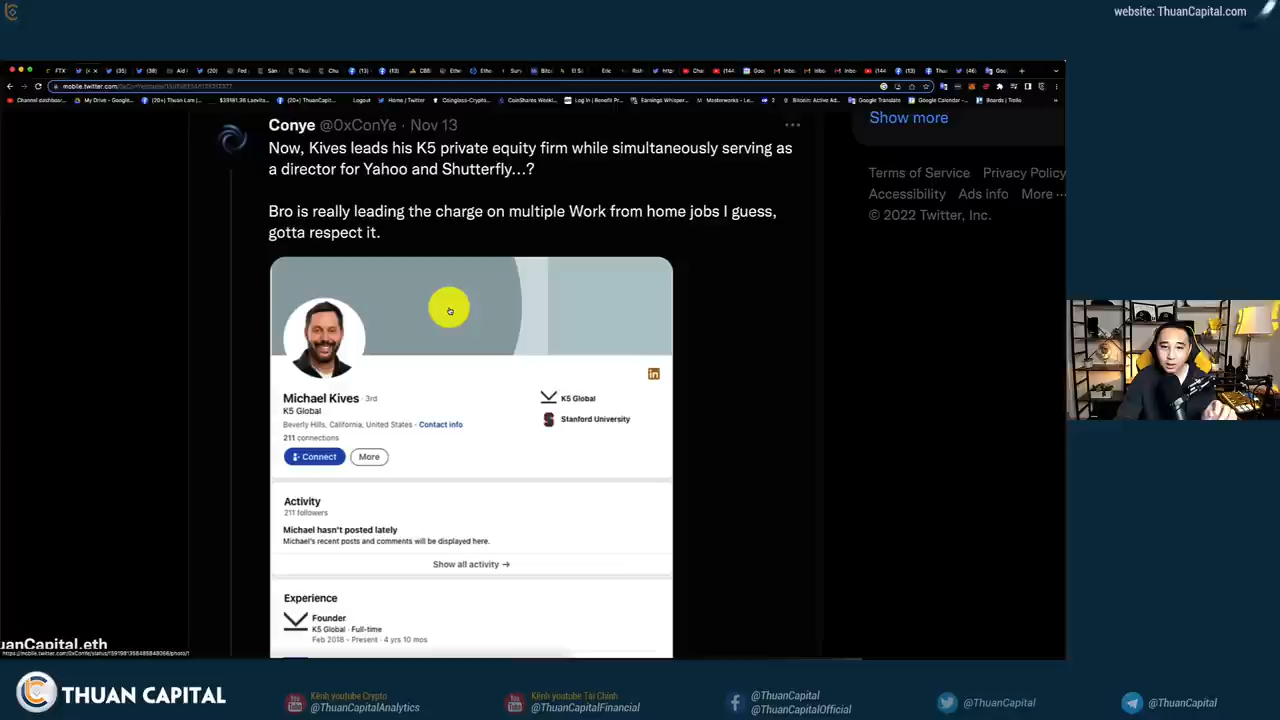 website: ThuanCapital.com
Show more
Conye @0xConYe · Nov 13
Now, Kives leads his K5 private equity firm while simultaneously serving as
a director for Yahoo and Shutterfly...?
Bro is really leading the charge on multiple Work from home jobs I guess,
gotta respect it.
Terms of Service Privacy Policy
Accessibility Ads info More ···
© 2022 Twitter, Inc.
in
Michael Kives · 3rd
K5 Global
Beverly Hills, California, United States · Contact info
211 connections
Connect More
K5 Global
Stanford University
Activity
211 followers
Michael hasn't posted lately
Michael's recent posts and comments will be displayed here.
Show all activity →
Experience
Founder
K5 Global · Full-time
Feb 2018 - Present · 4 yrs 10 mos
uanCapital.eth
THUAN CAPITAL
Kênh youtube Crypto
@ThuanCapitalAnalytics
Kênh youtube Tài Chính
@ThuanCapitalFinancial
@ThuanCapital
@ThuanCapitalOfficial
@ThuanCapital
@ThuanCapital